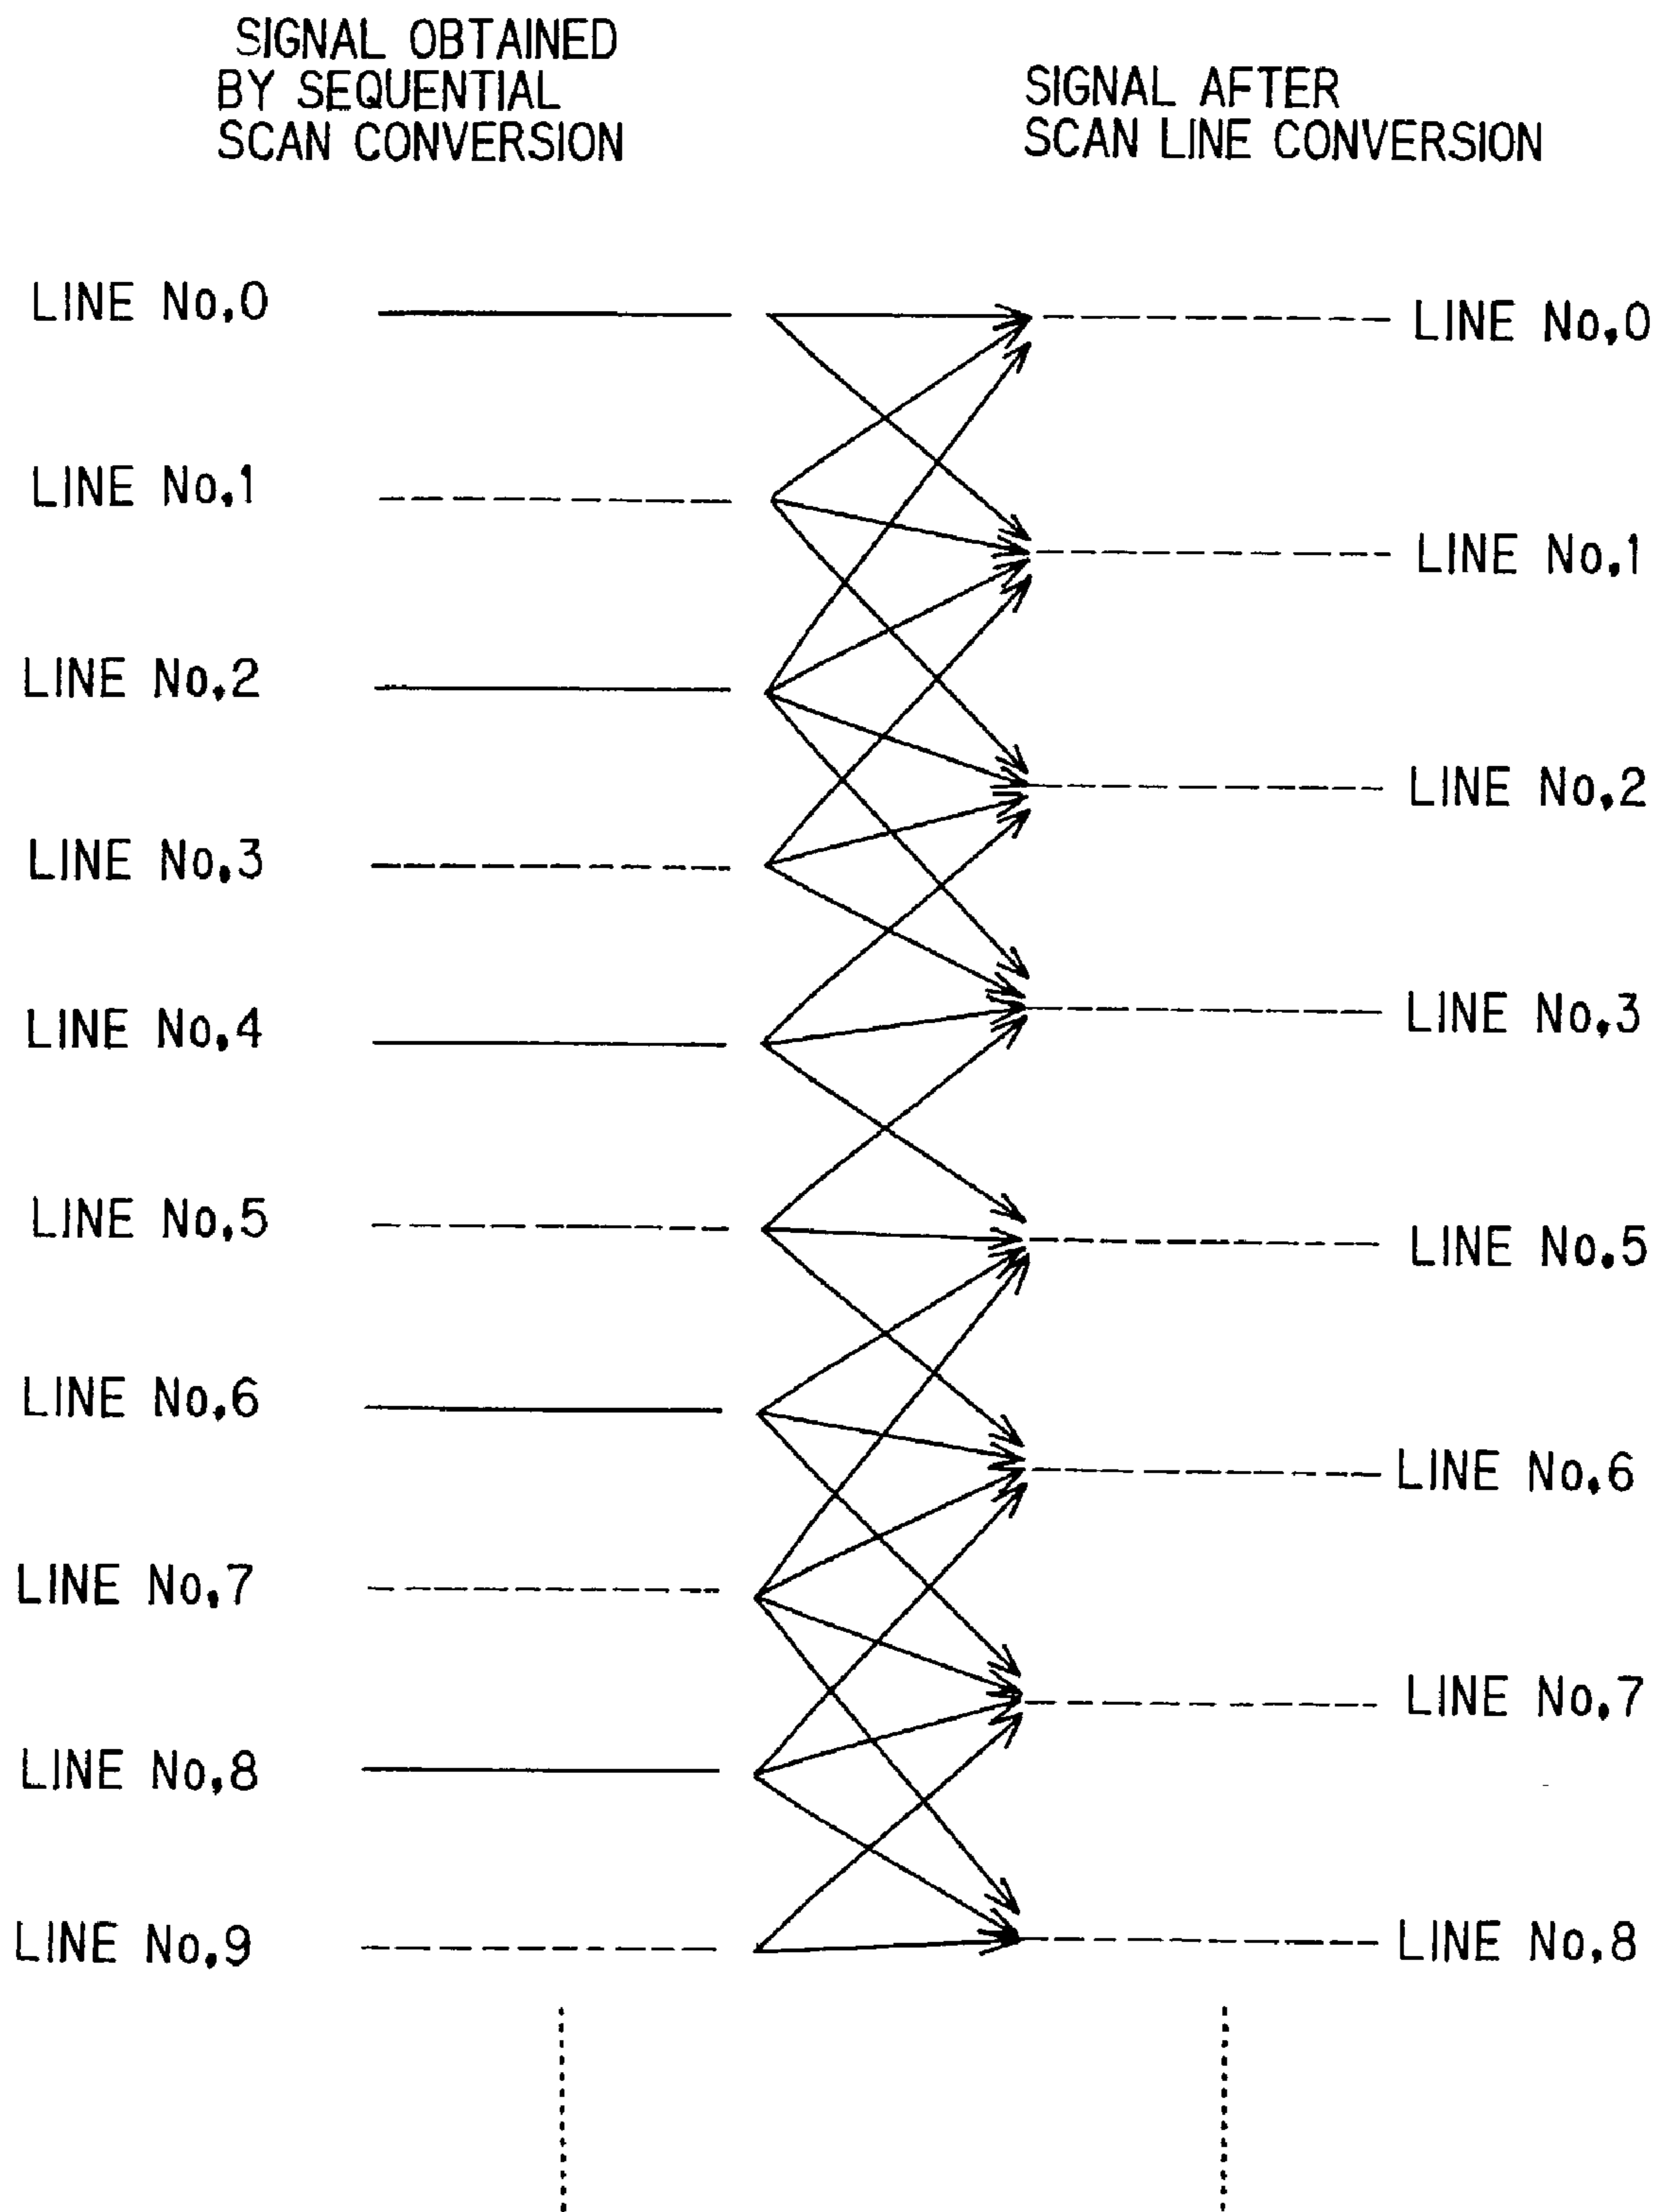 SIGNAL OBTAINED
BY SEQUENTIAL
SCAN CONVERSION
SIGNAL AFTER
SCAN LINE CONVERSION
LINE No,0
LINE No,0
LINE No,1
LINE No,1
LINE No,2
LINE No,2
LINE No,3
LINE No,3
LINE No,4
LINE No,5
LINE No,5
LINE No,6
LINE No,6
LINE No,7
LINE No,7
LINE No,8
LINE No,9
LINE No,8